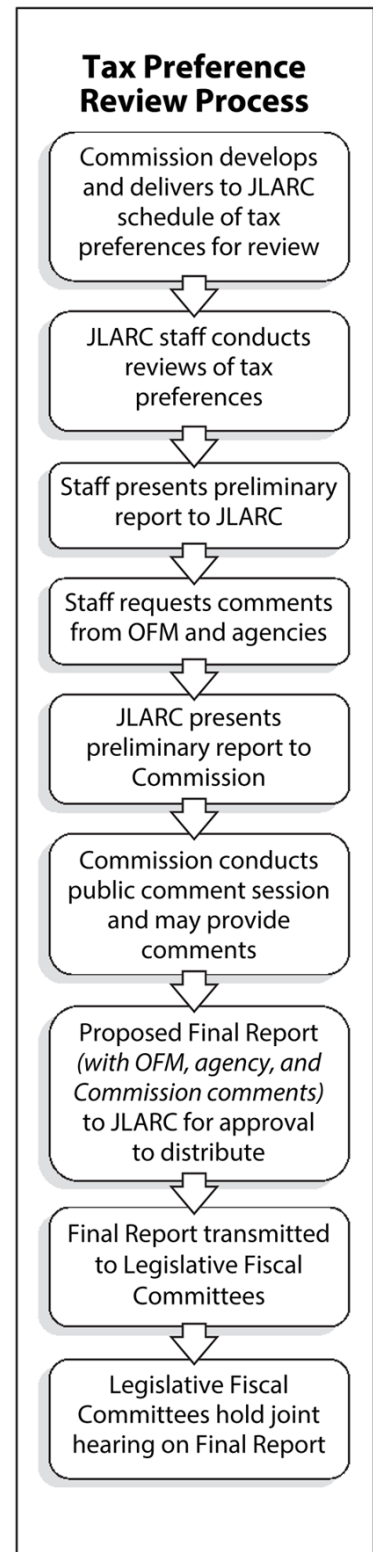 Tax Preference
Review Process
Commission develops
and delivers to JLARC
schedule of tax
preferences for review
JLARC staff conducts
reviews of tax
preferences
Staff presents preliminary
report to JLARC
Staff requests comments
from OFM and agencies
JLARC presents
preliminary report to
Commission
Commission conducts
public comment session
and may provide
comments
Proposed Final Report
(with OFM, agency, and
Commission comments)
to JLARC for approval
to distribute
Final Report transmitted
to Legislative Fiscal
Committees
Legislative Fiscal
Committees hold joint
hearing on Final Report